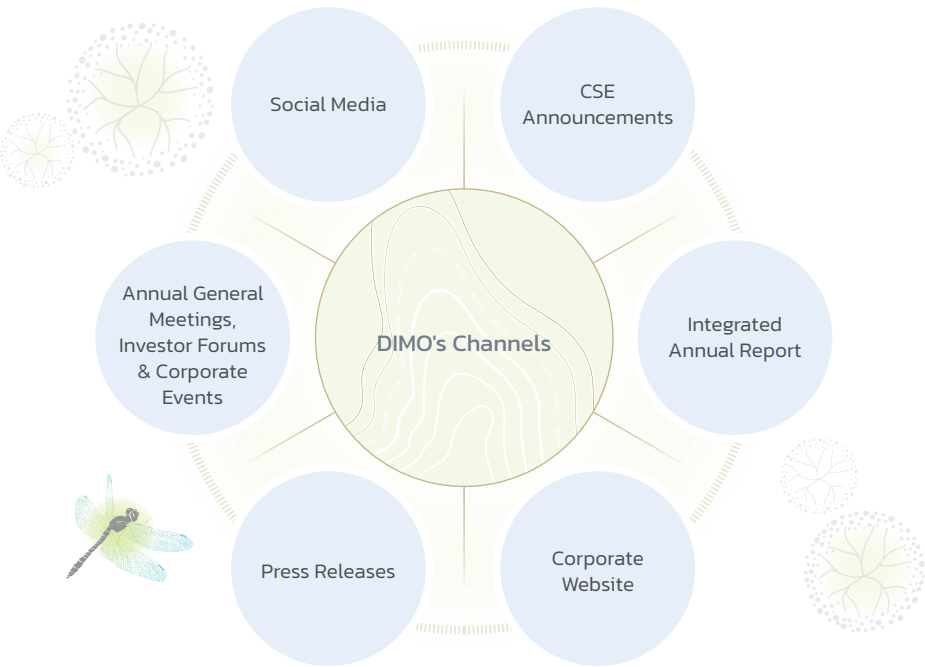 Social Media
CSE
Announcements
Annual General
Meetings,
Investor Forums
& Corporate
Events
DIMO's Channels
Integrated
Annual Report
Press Releases
Corporate
Website